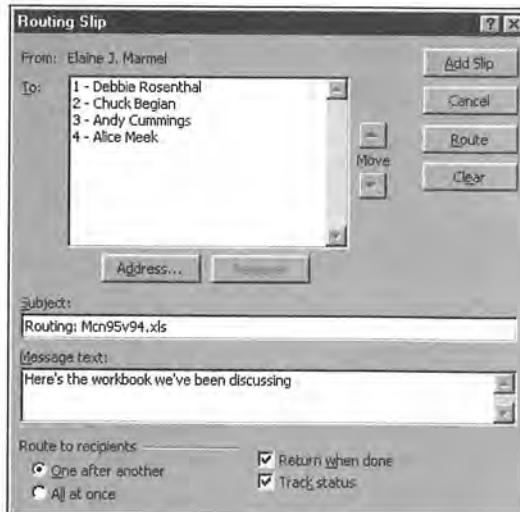 Routing Slip
From: Elaine J. Marmel
To:
1 - Debbie Rosenthal
2 - Chuck Begian
3 - Andy Cummings
4 - Alice Meek
Add Slip
Cancel
Route
Clear
Move
Address...
Subject:
Routing: Mcn95v94.xls
Message text:
Here's the workbook we've been discussing
Route to recipients
One after another
All at once
Return when done
Track status